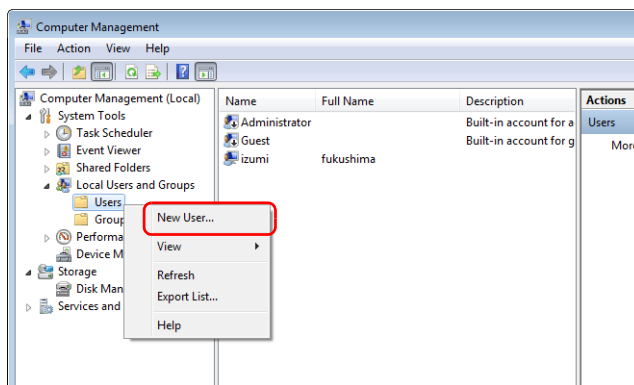 Computer Management
File Action View Help
Computer Management (Local)
System Tools
Task Scheduler
Event Viewer
Shared Folders
Local Users and Groups
Users
Group
Performa
Device M
Storage
Disk Man
Services and
New User...
View
Refresh
Export List...
Help
Name Full Name Description
Administrator Built-in account for a
Guest Built-in account for g
izumi fukushima
Actions
Users
More